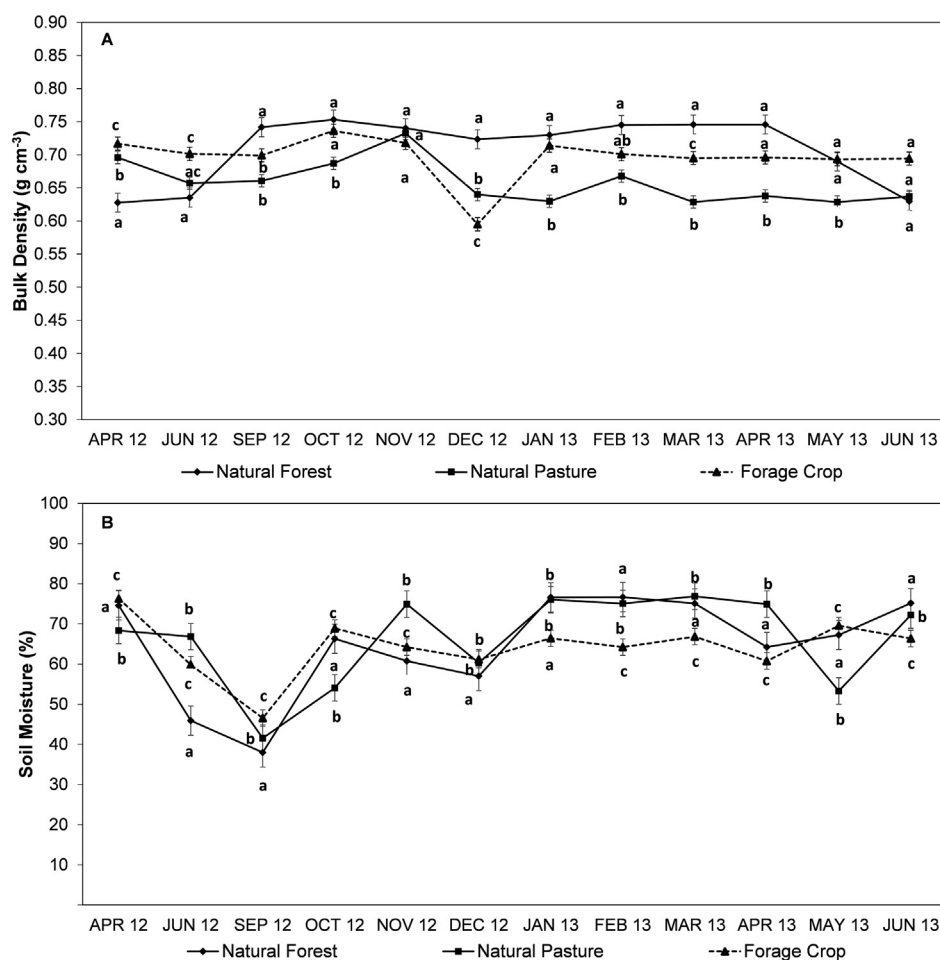 A
0.90
0.85
0.80
0.75
0.70
0.65
0.60
0.55
0.50
0.45
0.40
0.35
0.30
Bulk Density (g cm⁻³)
a a a a a a a a
c c a a a
b ac b a b ab c a a a
b b a a
a a b b b b b b a
c
APR 12 JUN 12 SEP 12 OCT 12 NOV 12 DEC 12 JAN 13 FEB 13 MAR 13 APR 13 MAY 13 JUN 13
Natural Forest Natural Pasture Forage Crop
B
100
90
80
70
60
50
40
30
20
10
Soil Moisture (%)
c b b b a b b a
a b c c b b a a c b
b c a a b b a c c c a c
a b a b
c b a
APR 12 JUN 12 SEP 12 OCT 12 NOV 12 DEC 12 JAN 13 FEB 13 MAR 13 APR 13 MAY 13 JUN 13
Natural Forest Natural Pasture Forage Crop